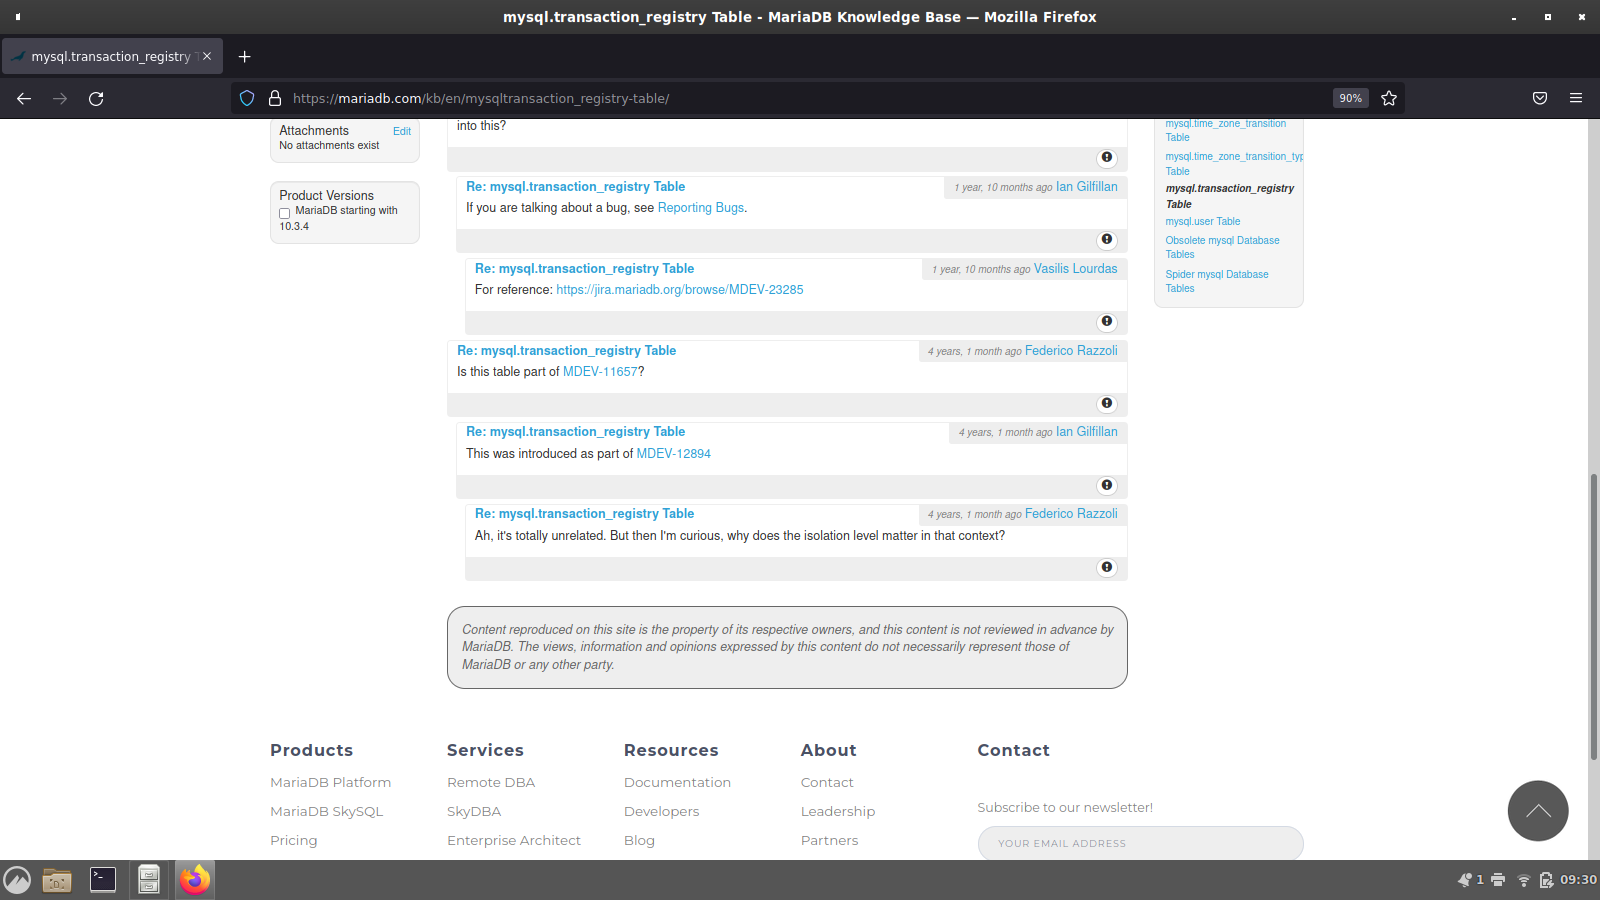 mysql.transaction_registry Table - MariaDB Knowledge Base — Mozilla Firefox
mysql.transaction_registry
https://mariadb.com/kb/en/mysqltransaction_registry-table/
90%
Attachments
Edit
No attachments exist
Product Versions
MariaDB starting with
10.3.4
into this?
Re: mysql.transaction_registry Table
1 year, 10 months ago Ian Gilfillan
If you are talking about a bug, see Reporting Bugs.
Re: mysql.transaction_registry Table
1 year, 10 months ago Vasilis Lourdas
For reference: https://jira.mariadb.org/browse/MDEV-23285
Re: mysql.transaction_registry Table
4 years, 1 month ago Federico Razzoli
Is this table part of MDEV-11657?
Re: mysql.transaction_registry Table
4 years, 1 month ago Ian Gilfillan
This was introduced as part of MDEV-12894
Re: mysql.transaction_registry Table
4 years, 1 month ago Federico Razzoli
Ah, it's totally unrelated. But then I'm curious, why does the isolation level matter in that context?
Content reproduced on this site is the property of its respective owners, and this content is not reviewed in advance by
MariaDB. The views, information and opinions expressed by this content do not necessarily represent those of
MariaDB or any other party.
mysql.time_zone_transition
Table
mysql.time_zone_transition_typ
Table
mysql.transaction_registry
Table
mysql.user Table
Obsolete mysql Database
Tables
Spider mysql Database
Tables
Products
MariaDB Platform
MariaDB SkySQL
Pricing
Services
Remote DBA
SkyDBA
Enterprise Architect
Resources
Documentation
Developers
Blog
About
Contact
Leadership
Partners
Contact
Subscribe to our newsletter!
YOUR EMAIL ADDRESS
1
09:30